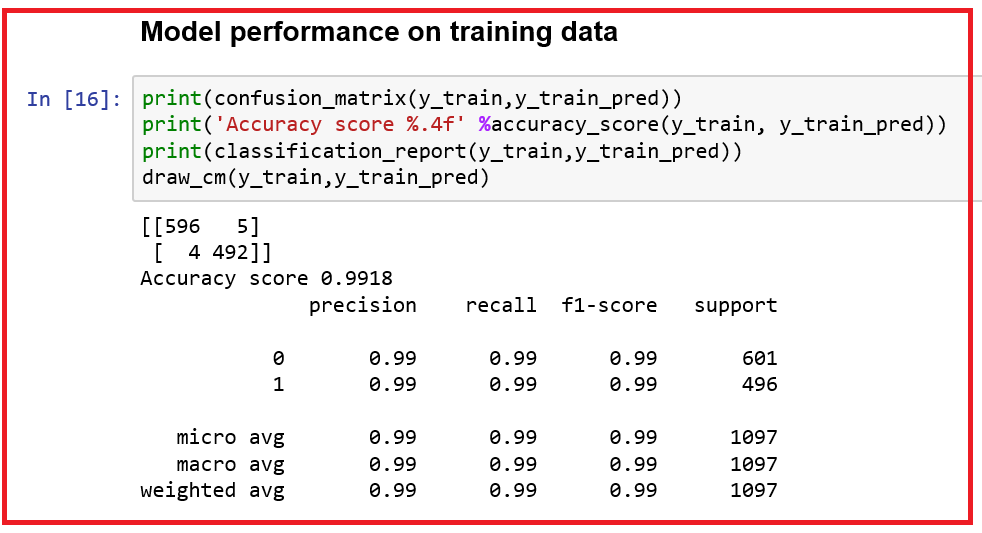 Model performance on training data
In [16]:
print(confusion_matrix(y_train,y_train_pred))
print('Accuracy score %.4f' %accuracy_score(y_train, y_train_pred))
print(classification_report(y_train,y_train_pred))
draw_cm(y_train,y_train_pred)
[[596   5]
 [  4 492]]
Accuracy score 0.9918
              precision    recall  f1-score   support
           0       0.99      0.99      0.99       601
           1       0.99      0.99      0.99       496
   micro avg       0.99      0.99      0.99      1097
   macro avg       0.99      0.99      0.99      1097
weighted avg       0.99      0.99      0.99      1097